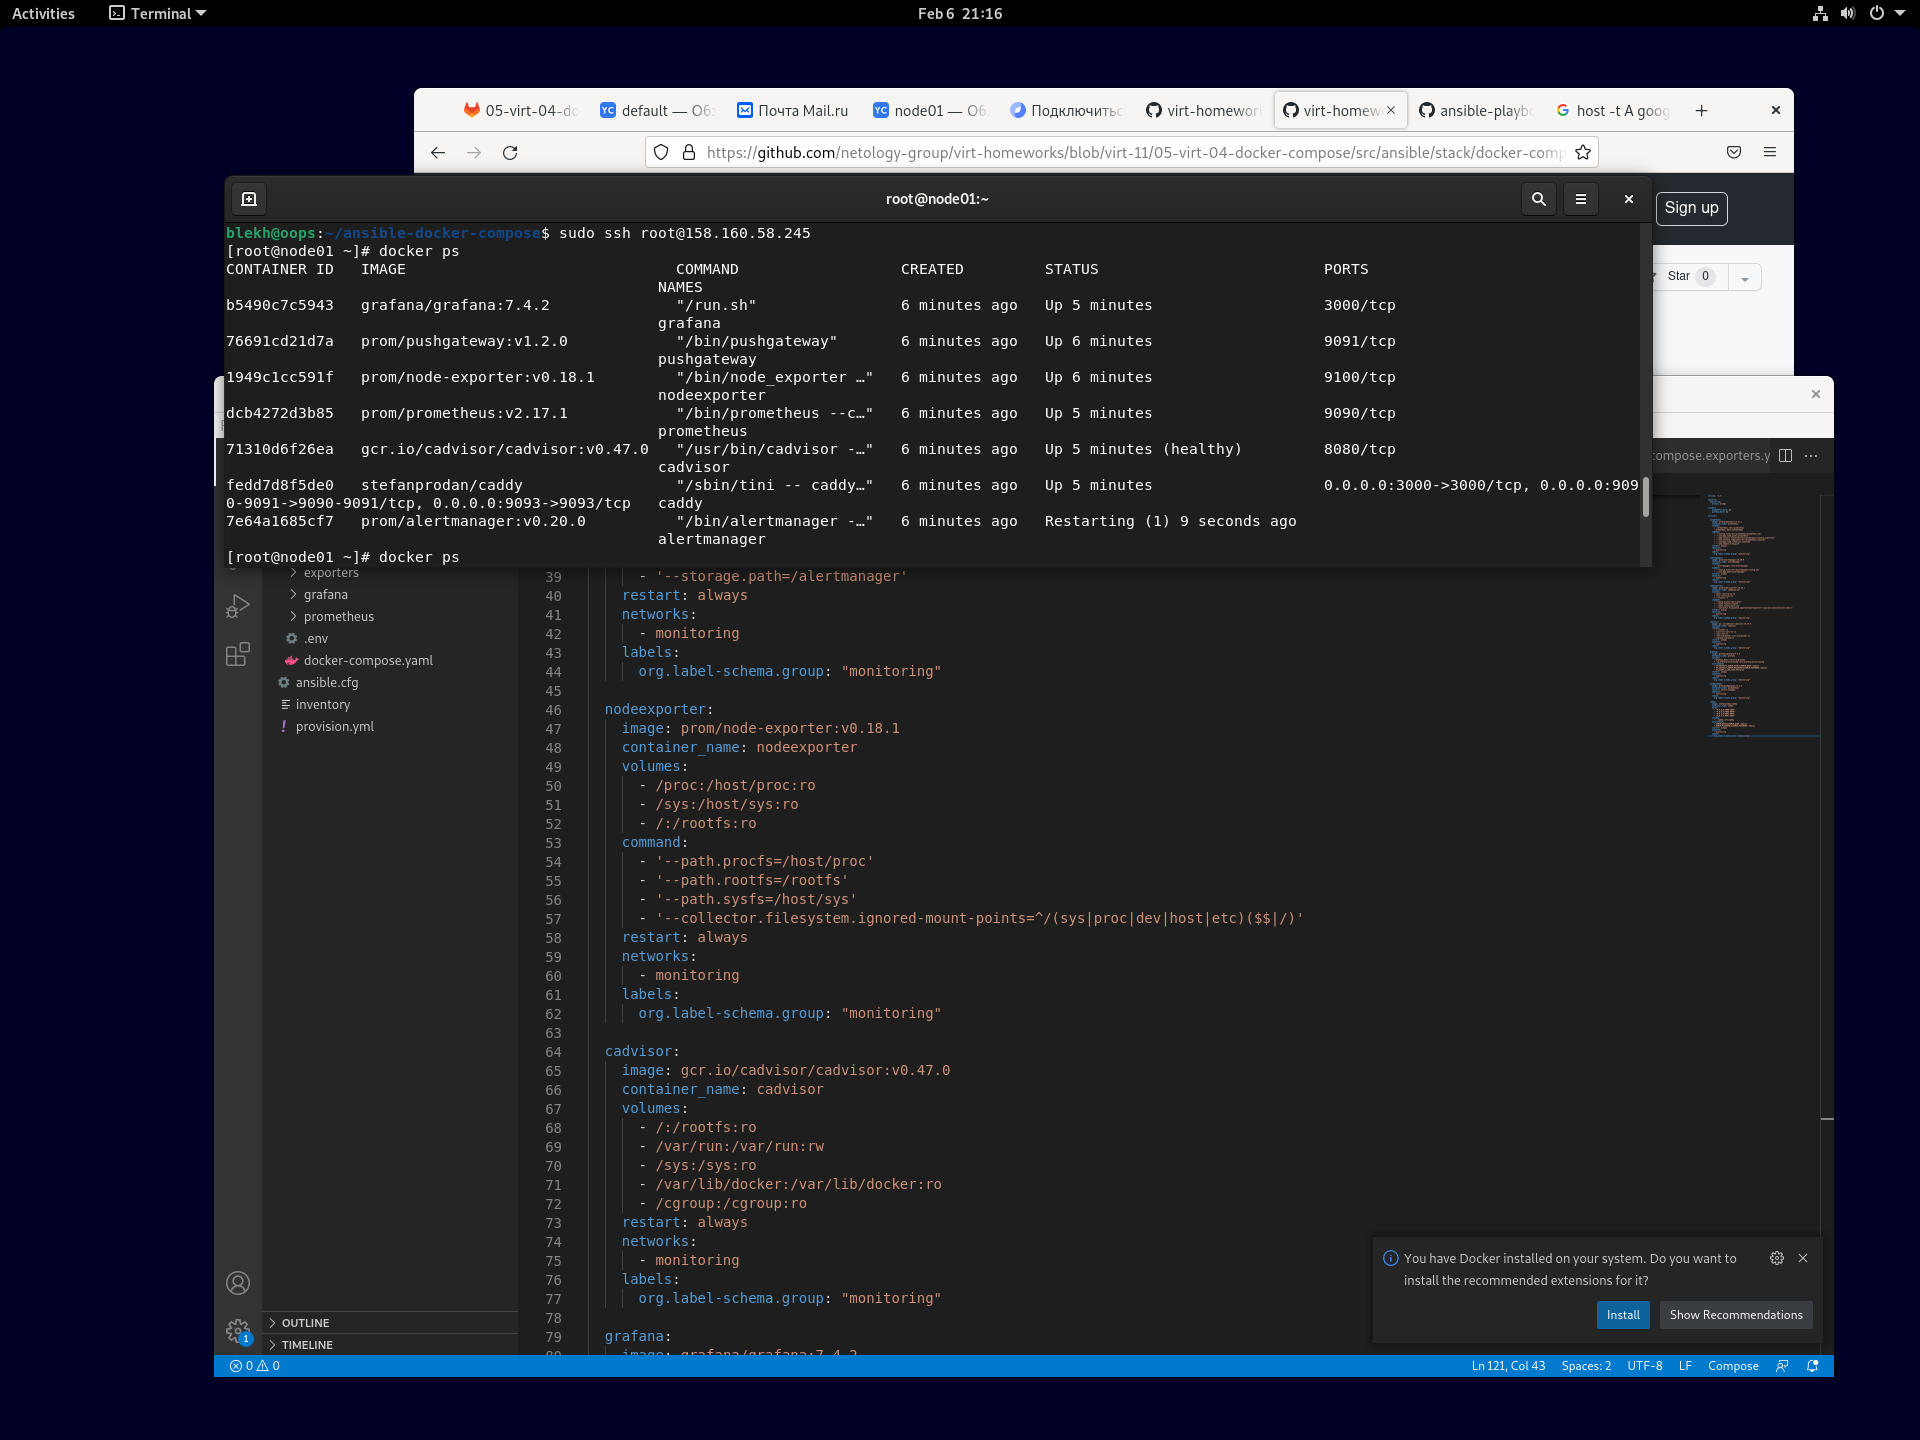 Activities
Terminal
Feb 6 21:16
05-virt-04-do
default — Обз
Почта Mail.ru
node01 — Об
Подключитьс
virt-homewor
virt-homew
ansible-playbo
host -t A goog
https://github.com/netology-group/virt-homeworks/blob/virt-11/05-virt-04-docker-compose/src/ansible/stack/docker-comp
root@node01:~
Sign up
Star 0
blekh@oops:~/ansible-docker-compose$ sudo ssh root@158.160.58.245
[root@node01 ~]# docker ps
CONTAINER ID   IMAGE                              COMMAND                  CREATED         STATUS                         PORTS
NAMES
b5490c7c5943   grafana/grafana:7.4.2              "/run.sh"                6 minutes ago   Up 5 minutes                   3000/tcp
grafana
76691cd21d7a   prom/pushgateway:v1.2.0            "/bin/pushgateway"       6 minutes ago   Up 6 minutes                   9091/tcp
pushgateway
1949c1cc591f   prom/node-exporter:v0.18.1         "/bin/node_exporter …"   6 minutes ago   Up 6 minutes                   9100/tcp
nodeexporter
dcb4272d3b85   prom/prometheus:v2.17.1            "/bin/prometheus --c…"   6 minutes ago   Up 5 minutes                   9090/tcp
prometheus
71310d6f26ea   gcr.io/cadvisor/cadvisor:v0.47.0   "/usr/bin/cadvisor -…"   6 minutes ago   Up 5 minutes (healthy)         8080/tcp
cadvisor
fedd7d8f5de0   stefanprodan/caddy                 "/sbin/tini -- caddy…"   6 minutes ago   Up 5 minutes                   0.0.0.0:3000->3000/tcp, 0.0.0.0:909
0-9091->9090-9091/tcp, 0.0.0.0:9093->9093/tcp   caddy
7e64a1685cf7   prom/alertmanager:v0.20.0          "/bin/alertmanager -…"   6 minutes ago   Restarting (1) 9 seconds ago
alertmanager
[root@node01 ~]# docker ps
compose.exporters.y
exporters
grafana
prometheus
.env
docker-compose.yaml
ansible.cfg
inventory
provision.yml
OUTLINE
TIMELINE
39 - '--storage.path=/alertmanager'
40 restart: always
41 networks:
42 - monitoring
43 labels:
44 org.label-schema.group: "monitoring"
45
46 nodeexporter:
47 image: prom/node-exporter:v0.18.1
48 container_name: nodeexporter
49 volumes:
50 - /proc:/host/proc:ro
51 - /sys:/host/sys:ro
52 - /:/rootfs:ro
53 command:
54 - '--path.procfs=/host/proc'
55 - '--path.rootfs=/rootfs'
56 - '--path.sysfs=/host/sys'
57 - '--collector.filesystem.ignored-mount-points=^/(sys|proc|dev|host|etc)($$|/)'
58 restart: always
59 networks:
60 - monitoring
61 labels:
62 org.label-schema.group: "monitoring"
63
64 cadvisor:
65 image: gcr.io/cadvisor/cadvisor:v0.47.0
66 container_name: cadvisor
67 volumes:
68 - /:/rootfs:ro
69 - /var/run:/var/run:rw
70 - /sys:/sys:ro
71 - /var/lib/docker:/var/lib/docker:ro
72 - /cgroup:/cgroup:ro
73 restart: always
74 networks:
75 - monitoring
76 labels:
77 org.label-schema.group: "monitoring"
78
79 grafana:
80 image: grafana/grafana:7.4.2
You have Docker installed on your system. Do you want to
install the recommended extensions for it?
Install
Show Recommendations
1
0 0
Ln 121, Col 43 Spaces: 2 UTF-8 LF Compose